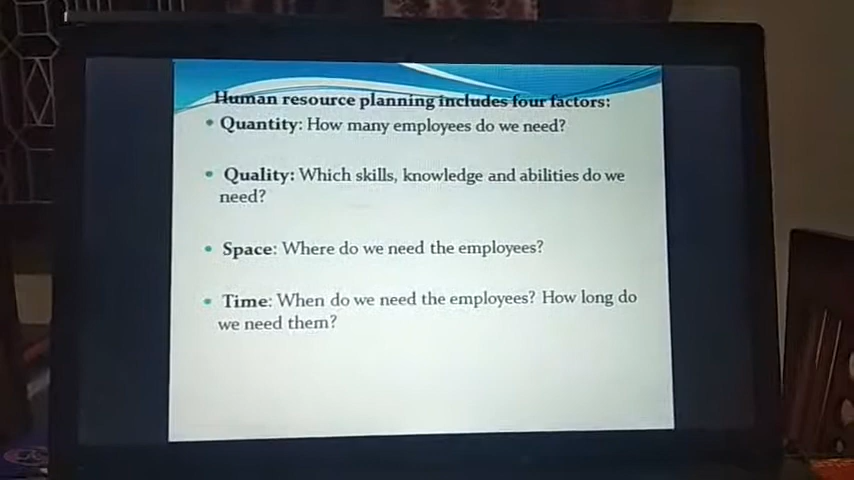 Human resource planning includes four factors:
• Quantity: How many employees do we need?
• Quality: Which skills, knowledge and abilities do we
need?
• Space: Where do we need the employees?
• Time: When do we need the employees? How long do
we need them?